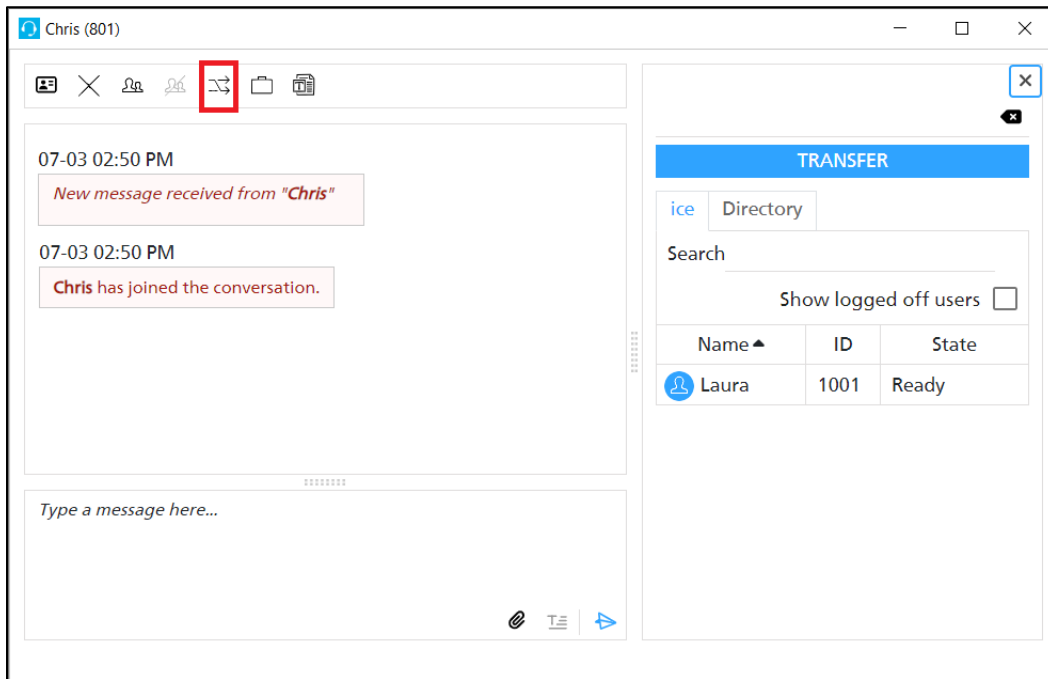 Chris (801)
07-03 02:50 PM
New message received from "Chris"
07-03 02:50 PM
Chris has joined the conversation.
Type a message here...
TRANSFER
ice Directory
Search
Show logged off users
Name ID State
Laura 1001 Ready